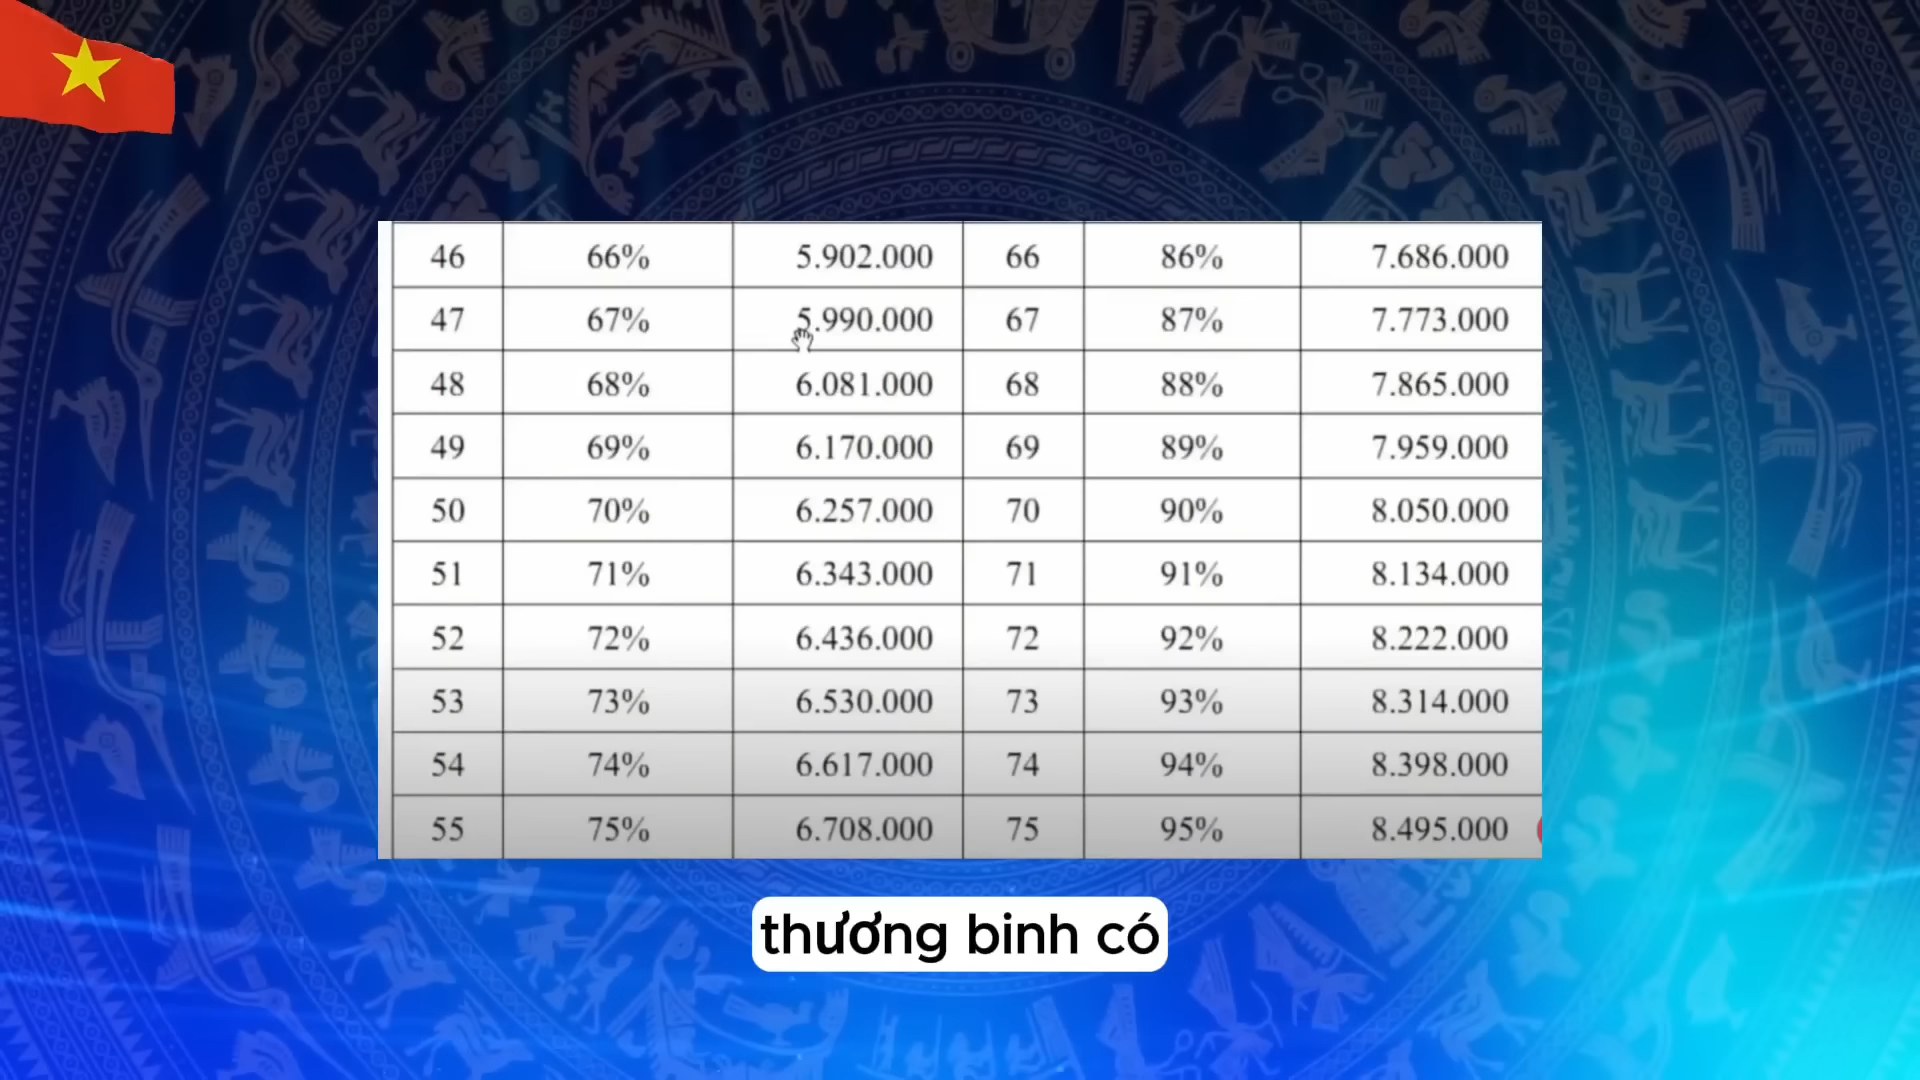 46 66% 5.902.000 66 86% 7.686.000
47 67% 5.990.000 67 87% 7.773.000
48 68% 6.081.000 68 88% 7.865.000
49 69% 6.170.000 69 89% 7.959.000
50 70% 6.257.000 70 90% 8.050.000
51 71% 6.343.000 71 91% 8.134.000
52 72% 6.436.000 72 92% 8.222.000
53 73% 6.530.000 73 93% 8.314.000
54 74% 6.617.000 74 94% 8.398.000
55 75% 6.708.000 75 95% 8.495.000
thương binh có